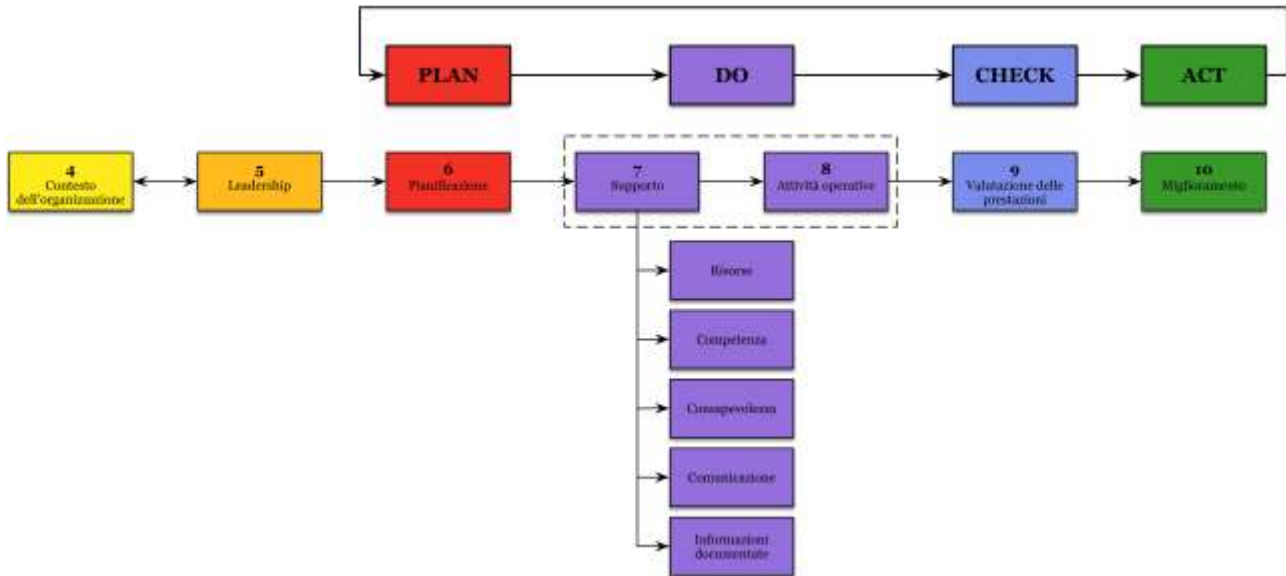 PLAN
DO
CHECK
ACT
4
Contesto
dell'organizzazione
5
Leadership
6
Pianificazione
7
Supporto
8
Attività operative
9
Valutazione delle
prestazioni
10
Miglioramento
Risorse
Competenza
Consapevolezza
Comunicazione
Informazioni
documentate